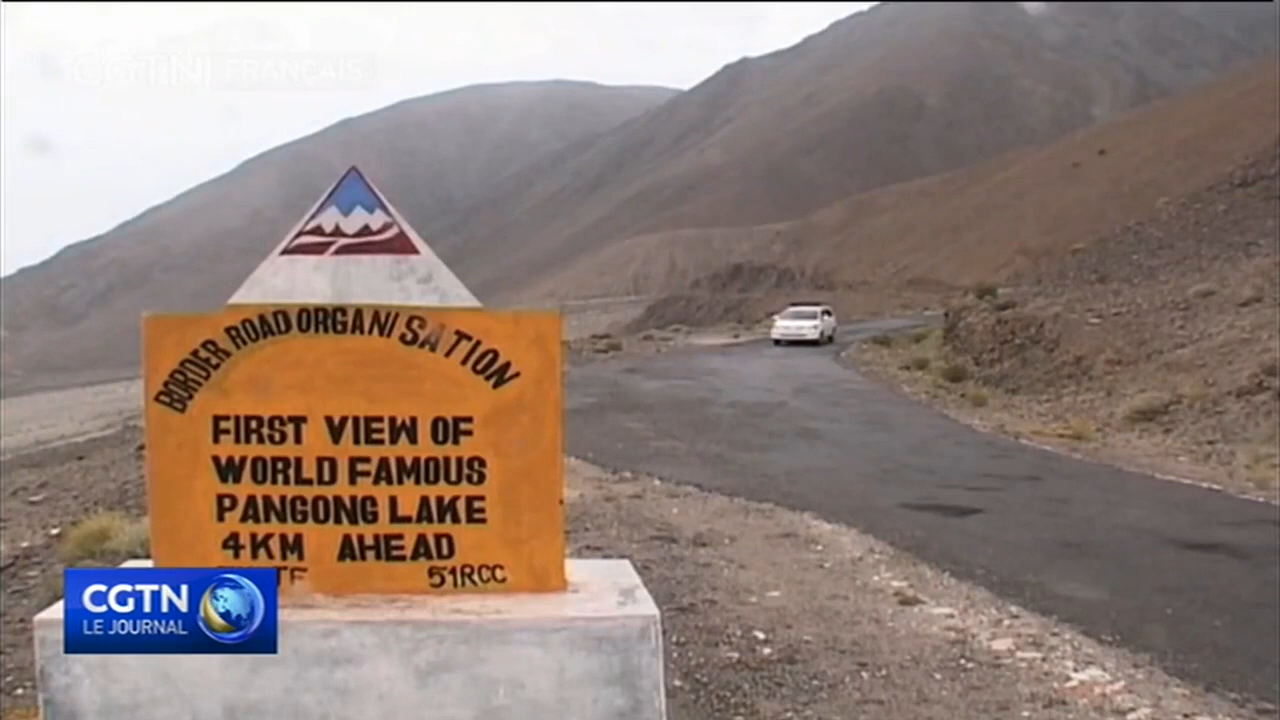 CGTN FRANÇAIS
BORDER ROAD ORGANISATION
FIRST VIEW OF
WORLD FAMOUS
PANGONG LAKE
4KM AHEAD
51RCC
CGTN
LE JOURNAL